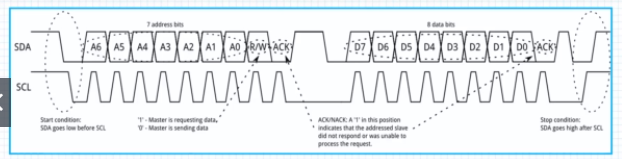 7 address bits
8 data bits
SDA
A6 A5 A4 A3 A2 A1 A0 R/W ACK
D7 D6 D5 D4 D3 D2 D1 D0 ACK
SCL
Start condition:
SDA goes low before SCL
'1' - Master is requesting data,
'0' - Master is sending data
ACK/NACK: A '1' in this position
indicates that the addressed slave
did not respond or was unable to
process the request.
Stop condition:
SDA goes high after SCL